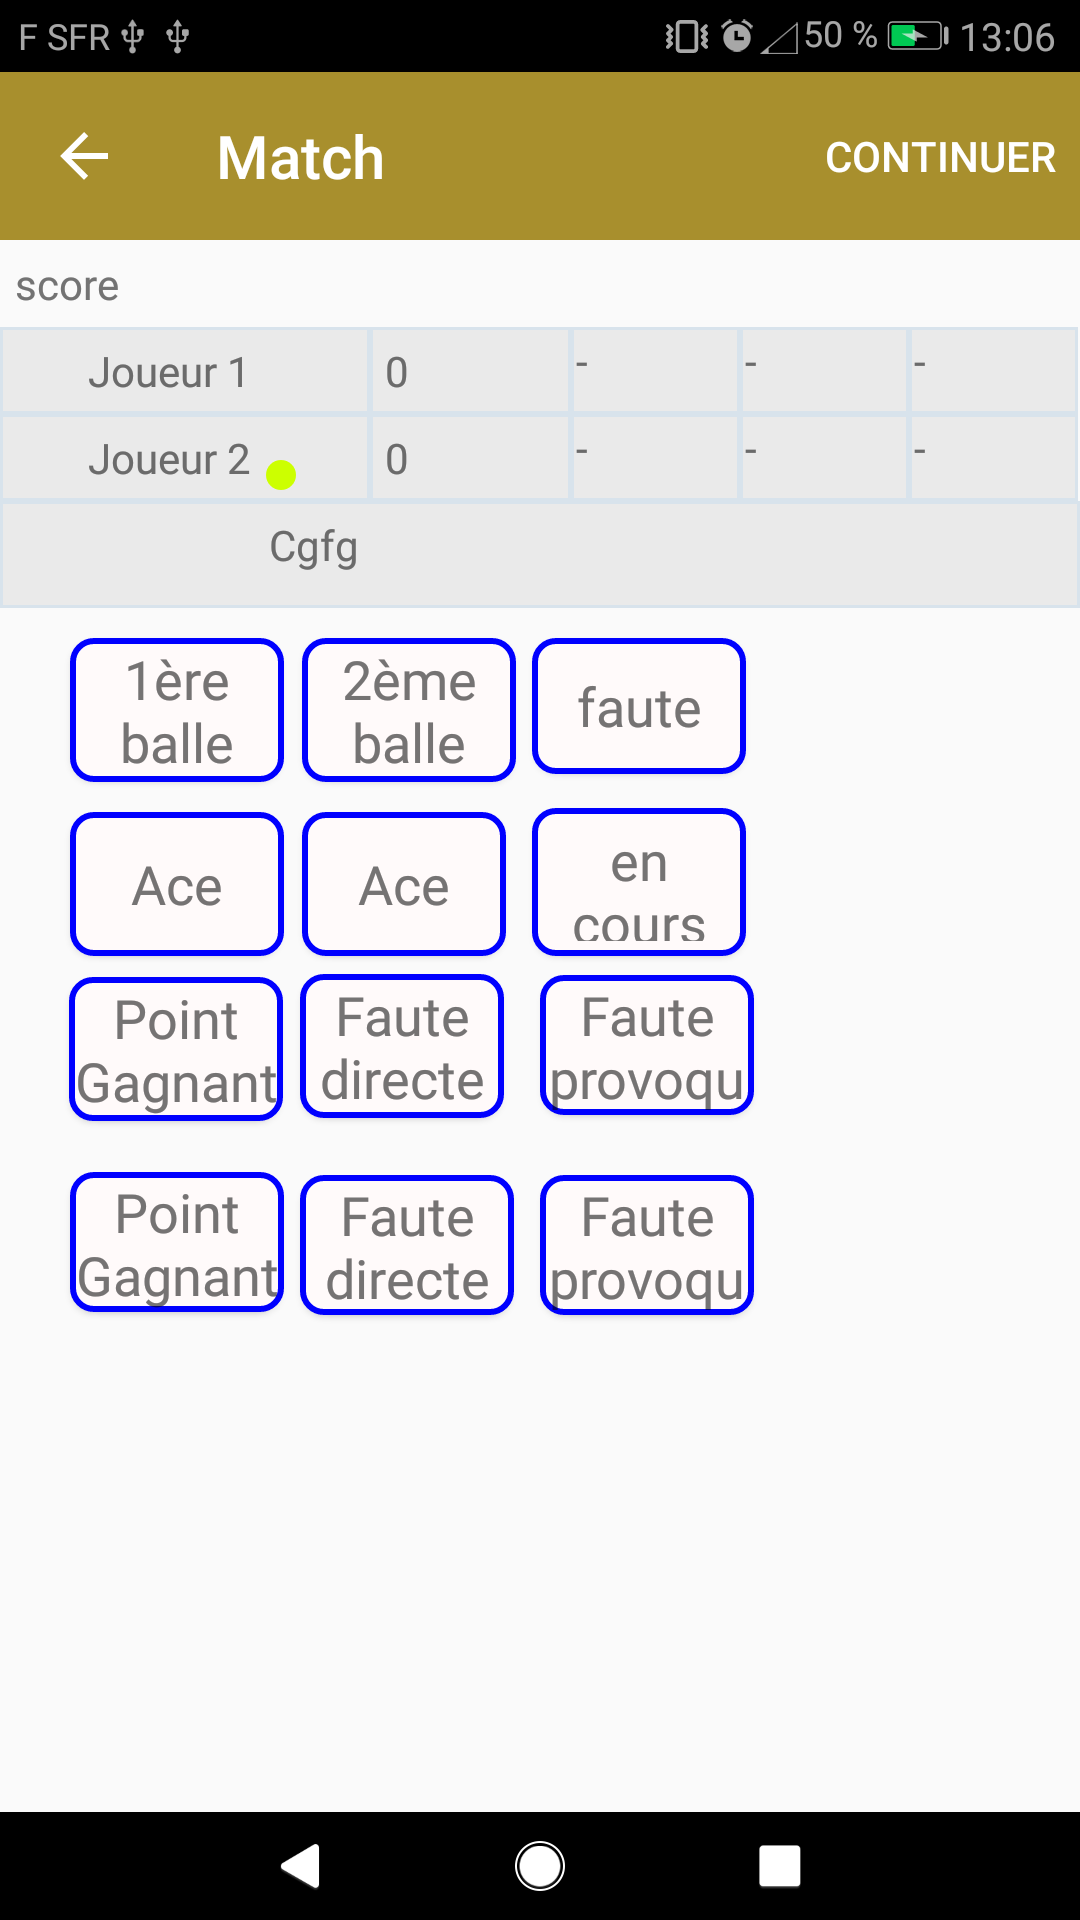 F SFR 50 % 13:06
Match CONTINUER
score
Joueur 1 0 - - -
Joueur 2 0 - - -
Cgfg
1ère balle
2ème balle
faute
Ace
Ace
en cours
Point Gagnant
Faute directe
Faute provoqu
Point Gagnant
Faute directe
Faute provoqu